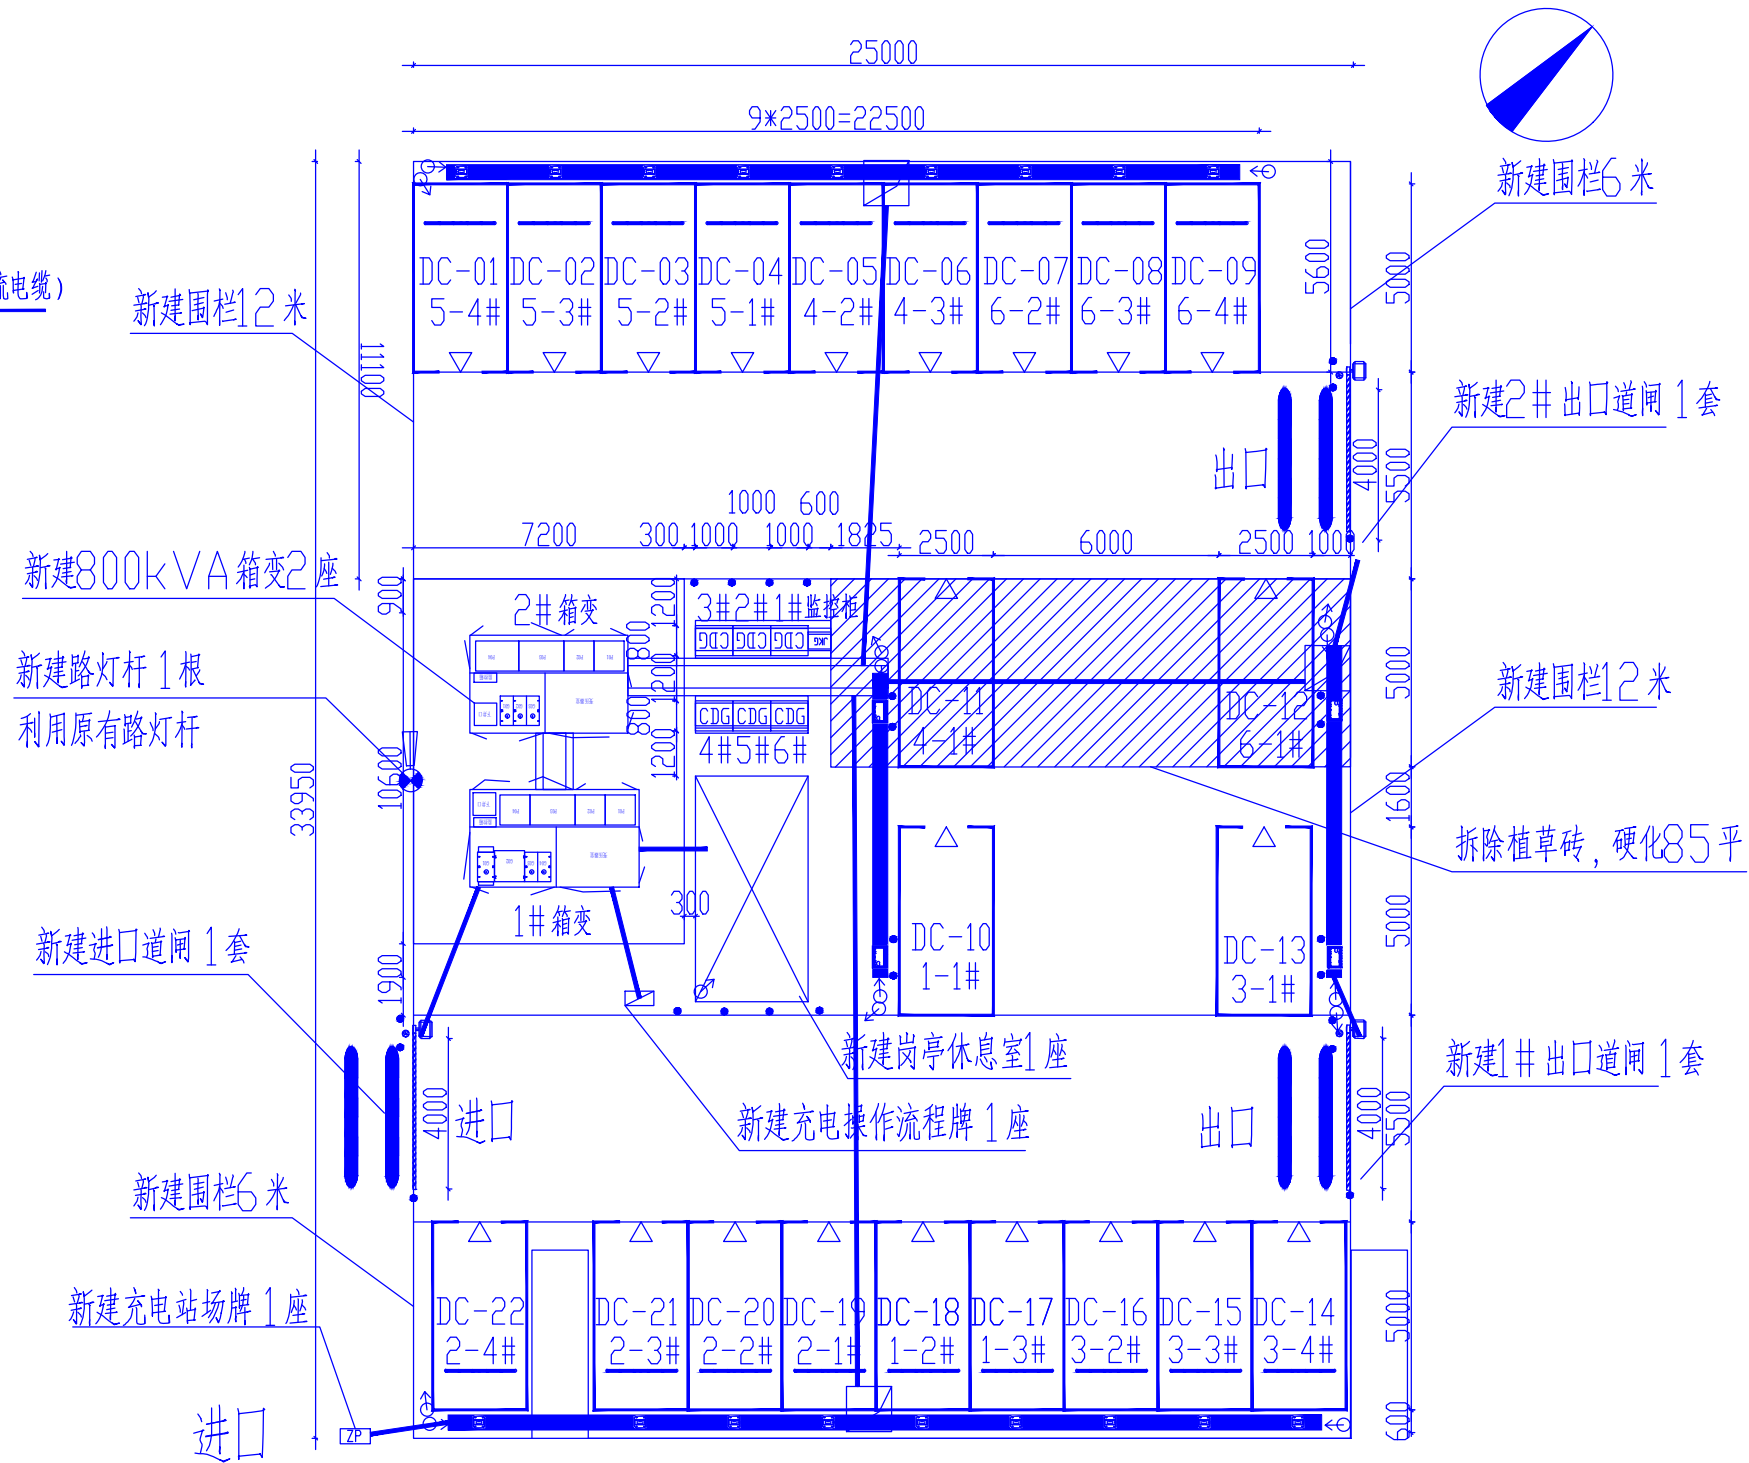 25000
9*2500=22500
新建围栏6米
流电缆)
新建围栏12米
DC-01 DC-02 DC-03 DC-04 DC-05 DC-06 DC-07 DC-08 DC-09
5-4# 5-3# 5-2# 5-1# 4-2# 4-3# 6-2# 6-3# 6-4#
5600
5000
11100
新建2#出口道闸1套
出口
4000
5500
1000 600
7200 300 1000 1000 1825 2500 6000 2500 1000
新建800kVA箱变2座
900
2#箱变
1200
3#2#1#监控柜
CDG CDG CDG JKG
800
1200
800
1200
新建路灯杆1根
利用原有路灯杆
CDG CDG CDG
4#5#6#
DC-11
4-1#
DC-12
6-1#
5000
新建围栏12米
33950
10600
1600
拆除植草砖,硬化85平
1#箱变
300
DC-10
1-1#
DC-13
3-1#
5000
新建进口道闸1套
1900
新建岗亭休息室1座
新建1#出口道闸1套
4000
进口
新建充电操作流程牌1座
出口
4000
5500
新建围栏6米
DC-22 DC-21 DC-20 DC-19 DC-18 DC-17 DC-16 DC-15 DC-14
2-4# 2-3# 2-2# 2-1# 1-2# 1-3# 3-2# 3-3# 3-4#
5000
新建充电站场牌1座
进口
ZP
600